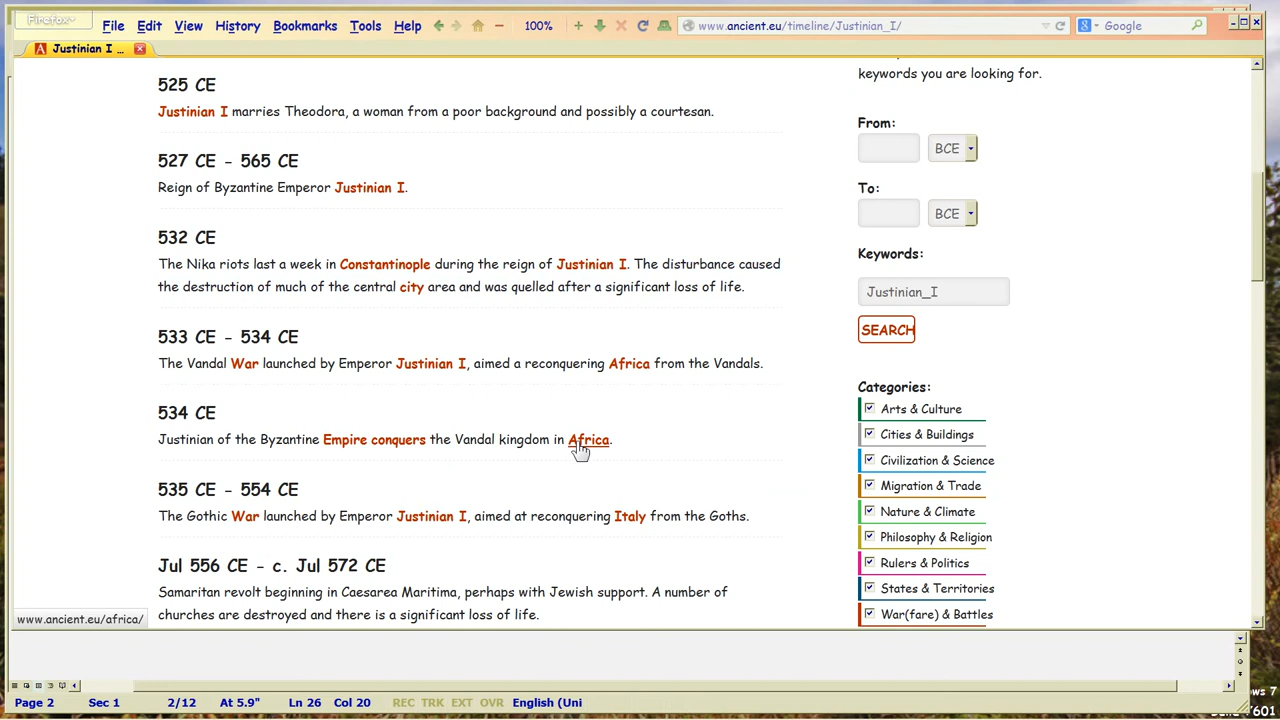 Firefox
File Edit View History Bookmarks Tools Help 100% www.ancient.eu/timeline/Justinian_I/ Google
Justinian I ...
525 CE
Justinian I marries Theodora, a woman from a poor background and possibly a courtesan.
527 CE - 565 CE
Reign of Byzantine Emperor Justinian I.
532 CE
The Nika riots last a week in Constantinople during the reign of Justinian I. The disturbance caused
the destruction of much of the central city area and was quelled after a significant loss of life.
533 CE - 534 CE
The Vandal War launched by Emperor Justinian I, aimed a reconquering Africa from the Vandals.
534 CE
Justinian of the Byzantine Empire conquers the Vandal kingdom in Africa.
535 CE - 554 CE
The Gothic War launched by Emperor Justinian I, aimed at reconquering Italy from the Goths.
Jul 556 CE - c. Jul 572 CE
Samaritan revolt beginning in Caesarea Maritima, perhaps with Jewish support. A number of
churches are destroyed and there is a significant loss of life.
keywords you are looking for.
From:
BCE
To:
BCE
Keywords:
Justinian_I
SEARCH
Categories:
Arts & Culture
Cities & Buildings
Civilization & Science
Migration & Trade
Nature & Climate
Philosophy & Religion
Rulers & Politics
States & Territories
War(fare) & Battles
www.ancient.eu/africa/
Page 2 Sec 1 2/12 At 5.9" Ln 26 Col 20 REC TRK EXT OVR English (Uni
ows 7
7601